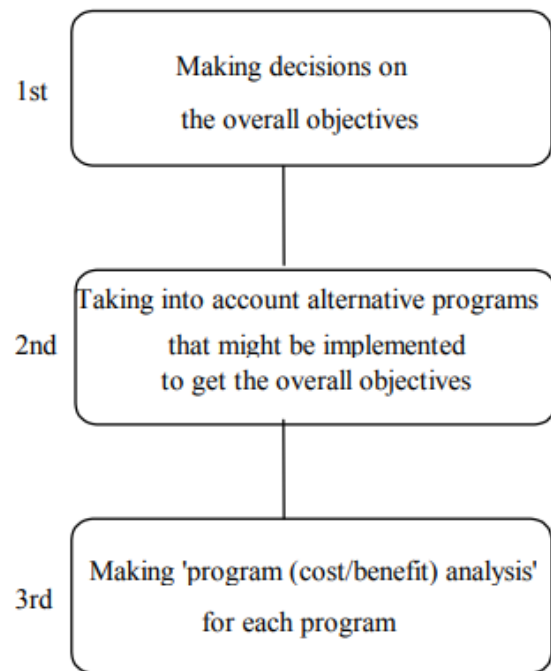 1st
Making decisions on
the overall objectives
2nd
Taking into account alternative programs
that might be implemented
to get the overall objectives
3rd
Making 'program (cost/benefit) analysis'
for each program